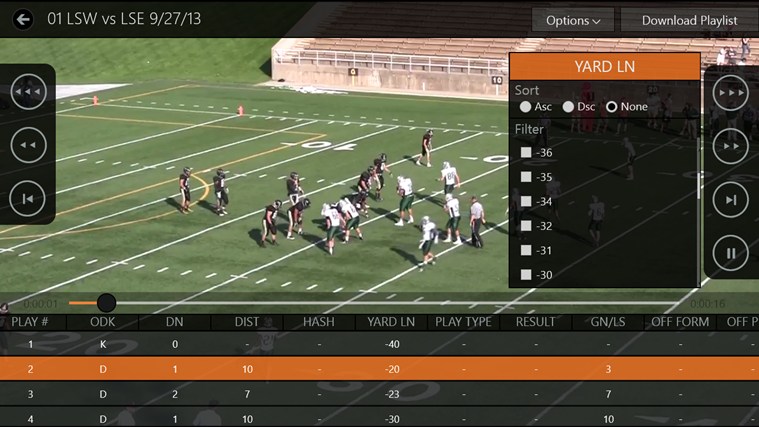 01 LSW vs LSE 9/27/13
Options
Download Playlist
YARD LN
Sort
Asc Dsc None
Filter
-36
-35
-34
-32
-31
-30
10
0:00:01
0:00:16
PLAY # ODK DN DIST HASH YARD LN PLAY TYPE RESULT GN/LS OFF FORM OFF P
1 K 0 - - -40 - - - - -
2 D 1 10 - -20 - - 3 - -
3 D 2 7 - -23 - - 7 - -
4 D 1 10 - -30 - - 10 - -